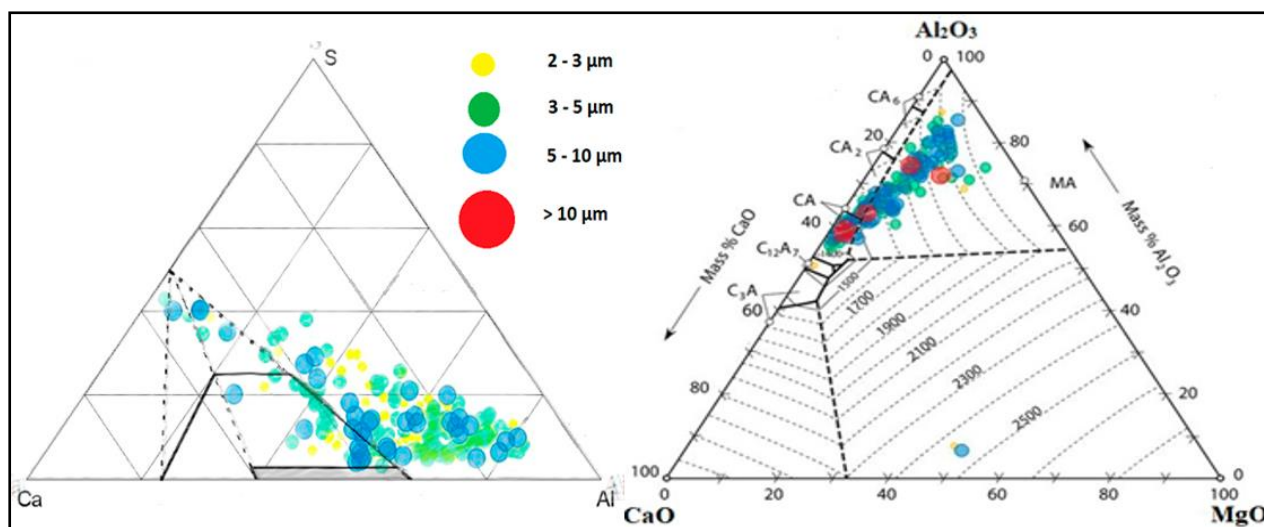 S
2 - 3 µm
3 - 5 µm
5 - 10 µm
> 10 µm
Ca
Al
Al₂O₃
0 100
CA₆
20
80
CA₂
MA
CA
40
60
C₁₂A₇
1600
1500
C₃A
60
1700
40
1900
2100
80
2300
20
2500
100
0
0
20
40
60
80
100
CaO
MgO
Mass % CaO
Mass % Al₂O₃